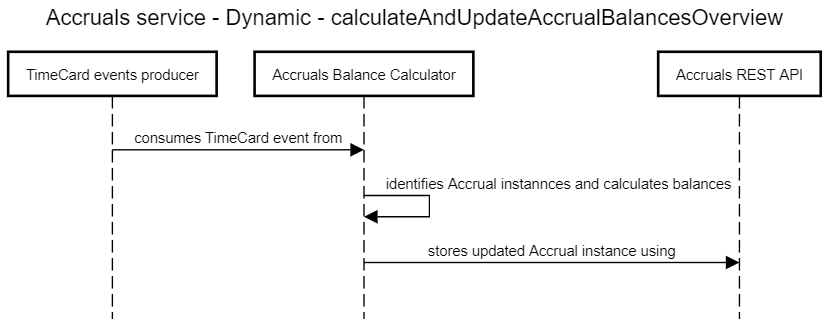 Accruals service - Dynamic - calculateAndUpdateAccrualBalancesOverview
TimeCard events producer
Accruals Balance Calculator
Accruals REST API
consumes TimeCard event from
identifies Accrual instannces and calculates balances
stores updated Accrual instance using